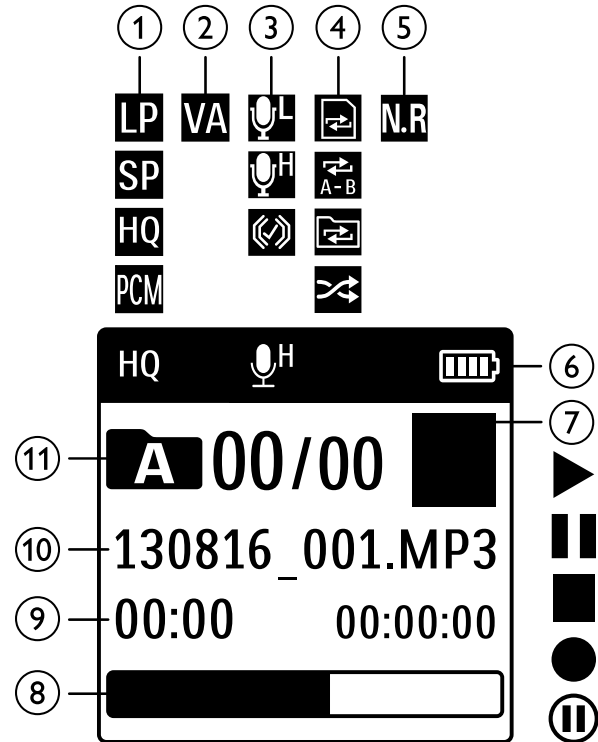 1 2 3 4 5
LP VA L N.R
SP H A-B
HQ
PCM
HQ H 6
7
11 A 00/00
10 130816_001.MP3
9 00:00 00:00:00
8